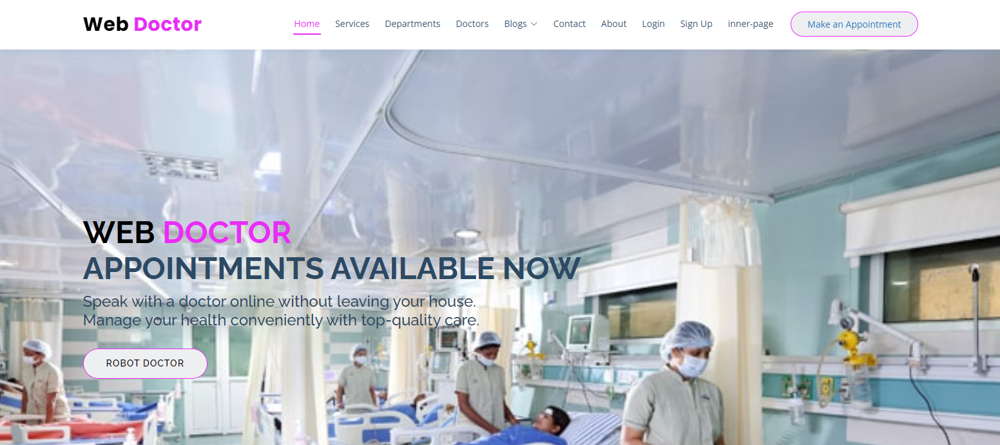 Web Doctor
Home Services Departments Doctors Blogs Contact About Login Sign Up inner-page Make an Appointment
WEB DOCTOR
APPOINTMENTS AVAILABLE NOW
Speak with a doctor online without leaving your house.
Manage your health conveniently with top-quality care.
ROBOT DOCTOR